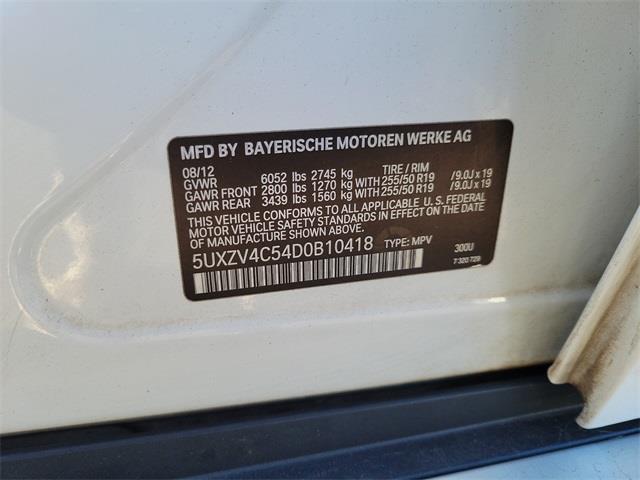 MFD BY BAYERISCHE MOTOREN WERKE AG
08/12
GVWR 6052 lbs 2745 kg TIRE / RIM
GAWR FRONT 2800 lbs 1270 kg WITH 255/50 R19 /9.0J x 19
GAWR REAR 3439 lbs 1560 kg WITH 255/50 R19 /9.0J x 19
THIS VEHICLE CONFORMS TO ALL APPLICABLE U.S. FEDERAL
MOTOR VEHICLE SAFETY STANDARDS IN EFFECT ON THE
DATE OF MANUFACTURE SHOWN ABOVE.
5UXZV4C54D0B10418 TYPE: MPV 300U
7 320 729